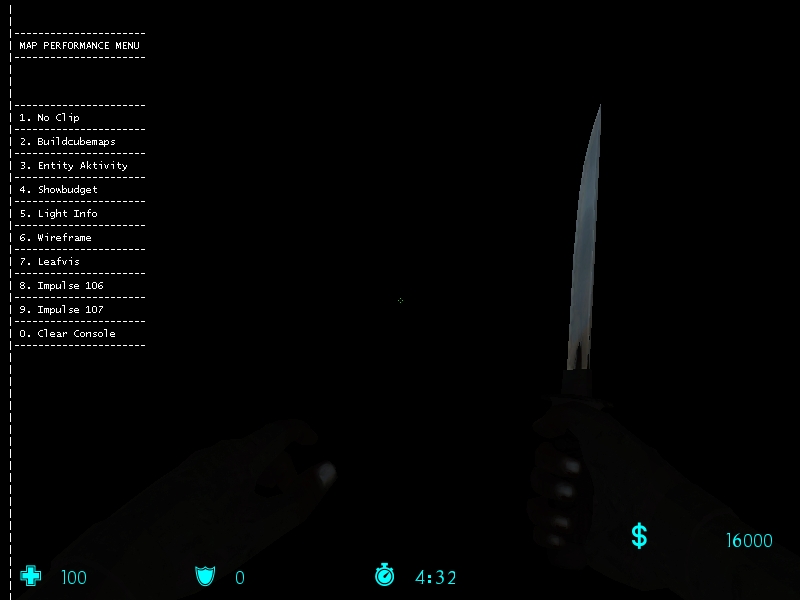 MAP PERFORMANCE MENU
1. No Clip
2. Buildcubemaps
3. Entity Aktivity
4. Showbudget
5. Light Info
6. Wireframe
7. Leafvis
8. Impulse 106
9. Impulse 107
0. Clear Console
$ 16000
100 0 4:32